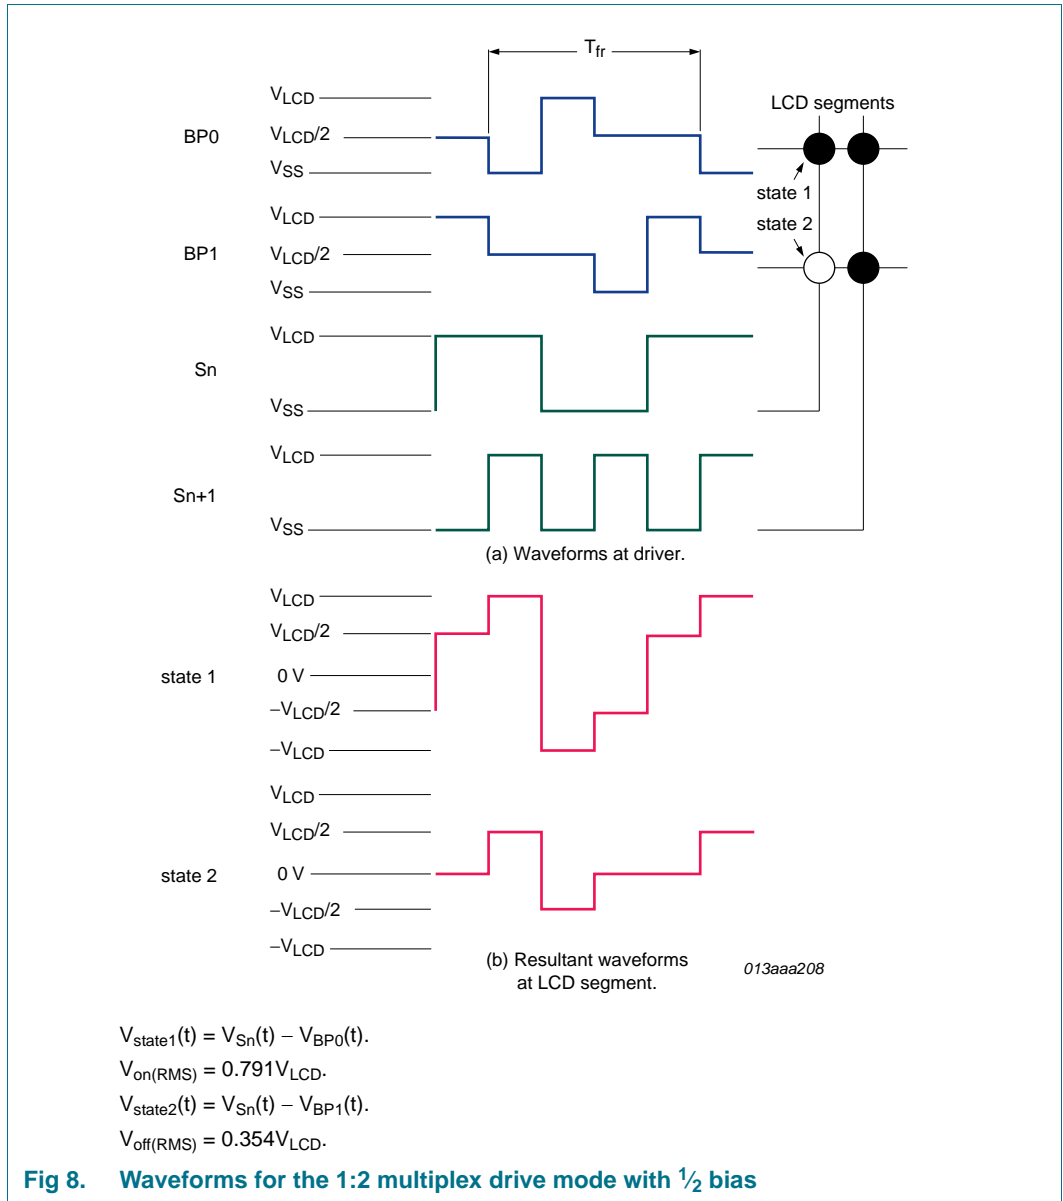 Tfr
VLCD
BP0
VLCD/2
VSS
LCD segments
state 1
state 2
VLCD
BP1
VLCD/2
VSS
VLCD
Sn
VSS
VLCD
Sn+1
VSS
(a) Waveforms at driver.
VLCD
VLCD/2
state 1
0 V
−VLCD/2
−VLCD
VLCD
VLCD/2
state 2
0 V
−VLCD/2
−VLCD
(b) Resultant waveforms
at LCD segment.
013aaa208
Vstate1(t) = VSn(t) − VBP0(t).
Von(RMS) = 0.791VLCD.
Vstate2(t) = VSn(t) − VBP1(t).
Voff(RMS) = 0.354VLCD.
Fig 8. Waveforms for the 1:2 multiplex drive mode with 1⁄2 bias